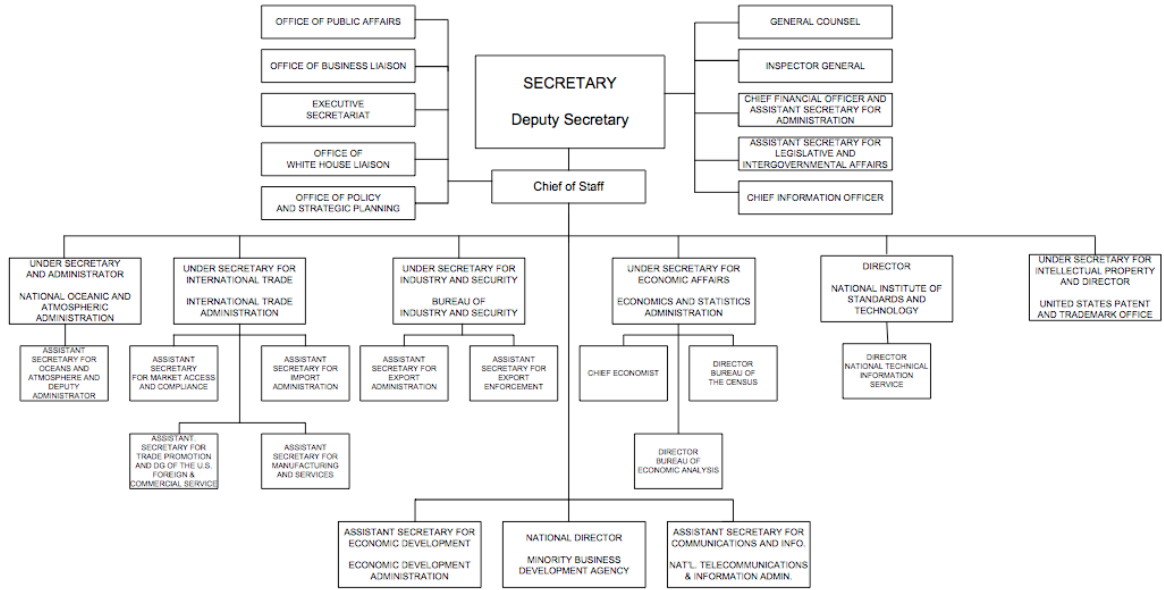 OFFICE OF PUBLIC AFFAIRS
OFFICE OF BUSINESS LIAISON
EXECUTIVE
SECRETARIAT
OFFICE OF
WHITE HOUSE LIAISON
OFFICE OF POLICY
AND STRATEGIC PLANNING
SECRETARY
Deputy Secretary
Chief of Staff
GENERAL COUNSEL
INSPECTOR GENERAL
CHIEF FINANCIAL OFFICER AND
ASSISTANT SECRETARY FOR
ADMINISTRATION
ASSISTANT SECRETARY FOR
LEGISLATIVE AND
INTERGOVERNMENTAL AFFAIRS
CHIEF INFORMATION OFFICER
UNDER SECRETARY
AND ADMINISTRATOR
NATIONAL OCEANIC AND
ATMOSPHERIC
ADMINISTRATION
UNDER SECRETARY FOR
INTERNATIONAL TRADE
INTERNATIONAL TRADE
ADMINISTRATION
UNDER SECRETARY FOR
INDUSTRY AND SECURITY
BUREAU OF
INDUSTRY AND SECURITY
UNDER SECRETARY FOR
ECONOMIC AFFAIRS
ECONOMICS AND STATISTICS
ADMINISTRATION
DIRECTOR
NATIONAL INSTITUTE OF
STANDARDS AND
TECHNOLOGY
UNDER SECRETARY FOR
INTELLECTUAL PROPERTY
AND DIRECTOR
UNITED STATES PATENT
AND TRADEMARK OFFICE
ASSISTANT
SECRETARY FOR
OCEANS AND
ATMOSPHERE AND
DEPUTY
ADMINISTRATOR
ASSISTANT
SECRETARY
FOR MARKET ACCESS
AND COMPLIANCE
ASSISTANT
SECRETARY FOR
IMPORT
ADMINISTRATION
ASSISTANT
SECRETARY FOR
EXPORT
ADMINISTRATION
ASSISTANT
SECRETARY FOR
EXPORT
ENFORCEMENT
CHIEF ECONOMIST
DIRECTOR
BUREAU OF
THE CENSUS
DIRECTOR
NATIONAL TECHNICAL
INFORMATION
SERVICE
ASSISTANT
SECRETARY FOR
TRADE PROMOTION
AND DG OF THE U.S.
FOREIGN &
COMMERCIAL SERVICE
ASSISTANT
SECRETARY FOR
MANUFACTURING
AND SERVICES
DIRECTOR
BUREAU OF
ECONOMIC ANALYSIS
ASSISTANT SECRETARY FOR
ECONOMIC DEVELOPMENT
ECONOMIC DEVELOPMENT
ADMINISTRATION
NATIONAL DIRECTOR
MINORITY BUSINESS
DEVELOPMENT AGENCY
ASSISTANT SECRETARY FOR
COMMUNICATIONS AND INFO.
NAT'L. TELECOMMUNICATIONS
& INFORMATION ADMIN.